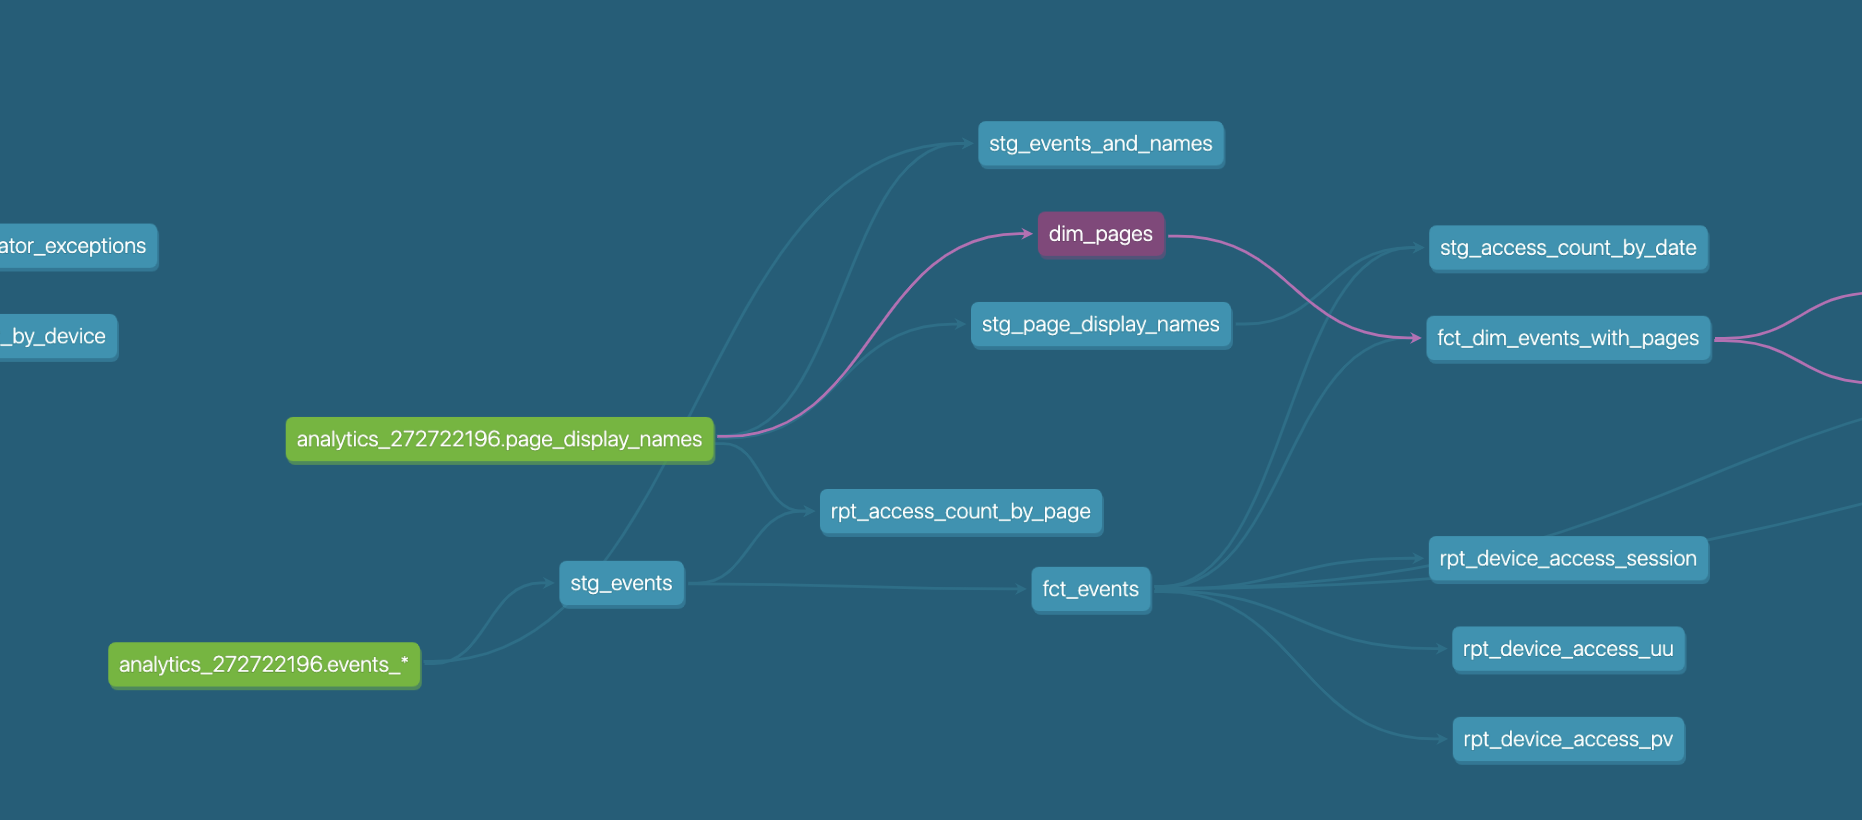 stg_events_and_names
dim_pages
ator_exceptions
stg_access_count_by_date
stg_page_display_names
_by_device
fct_dim_events_with_pages
analytics_272722196.page_display_names
rpt_access_count_by_page
rpt_device_access_session
stg_events
fct_events
rpt_device_access_uu
analytics_272722196.events_*
rpt_device_access_pv